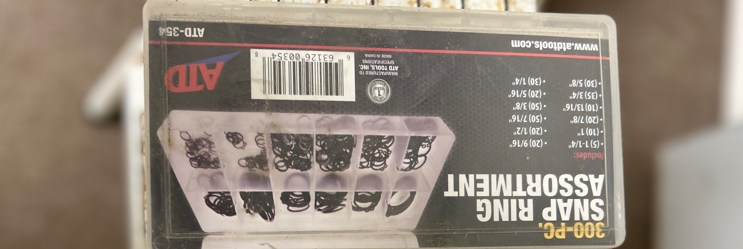 300-PC.
SNAP RING
ASSORTMENT
Includes:
• (5) 1-1/4" • (20) 9/16"
• (10) 1" • (20) 1/2"
• (20) 7/8" • (50) 7/16"
• (10) 13/16" • (50) 3/8"
• (35) 3/4" • (20) 5/16"
• (30) 5/8" • (30) 1/4"
MANUFACTURED TO
SPECIFICATIONS
ATD TOOLS, INC.
MADE IN CHINA
6 63126 00354 6
ATD
www.atdtools.com
ATD-354